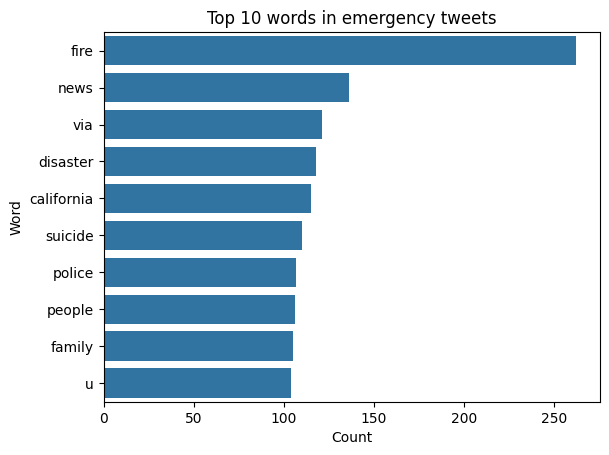 Top 10 words in emergency tweets
fire
news
via
disaster
california
suicide
police
people
family
u
Word
0 50 100 150 200 250
Count